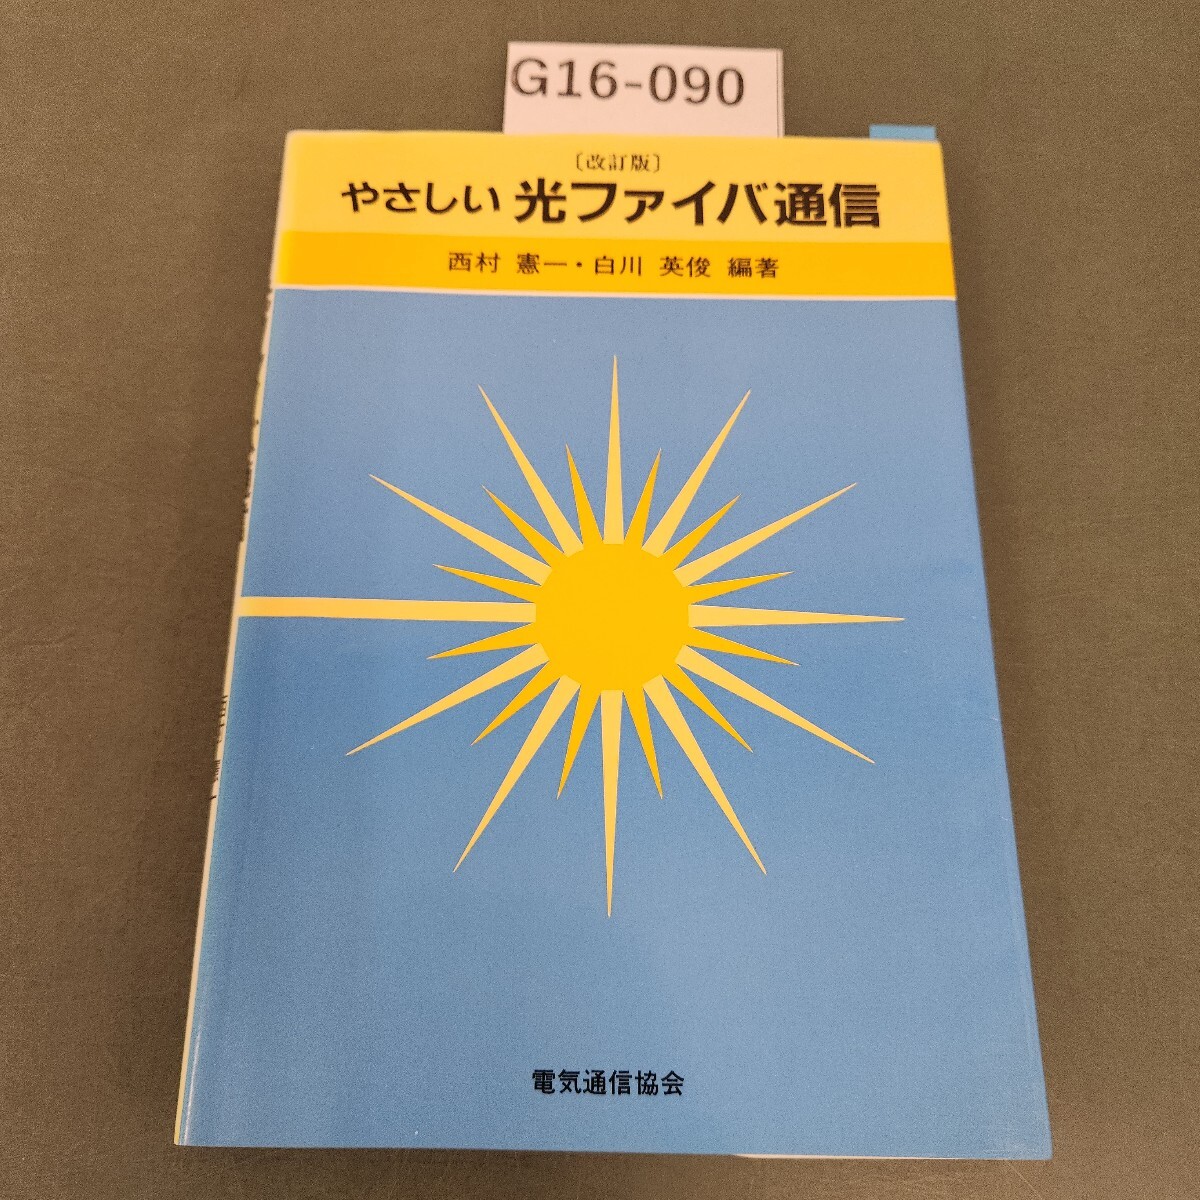 G16-090
〔改訂版〕
やさしい 光ファイバ通信
西村 憲一・白川 英俊 編著
電気通信協会